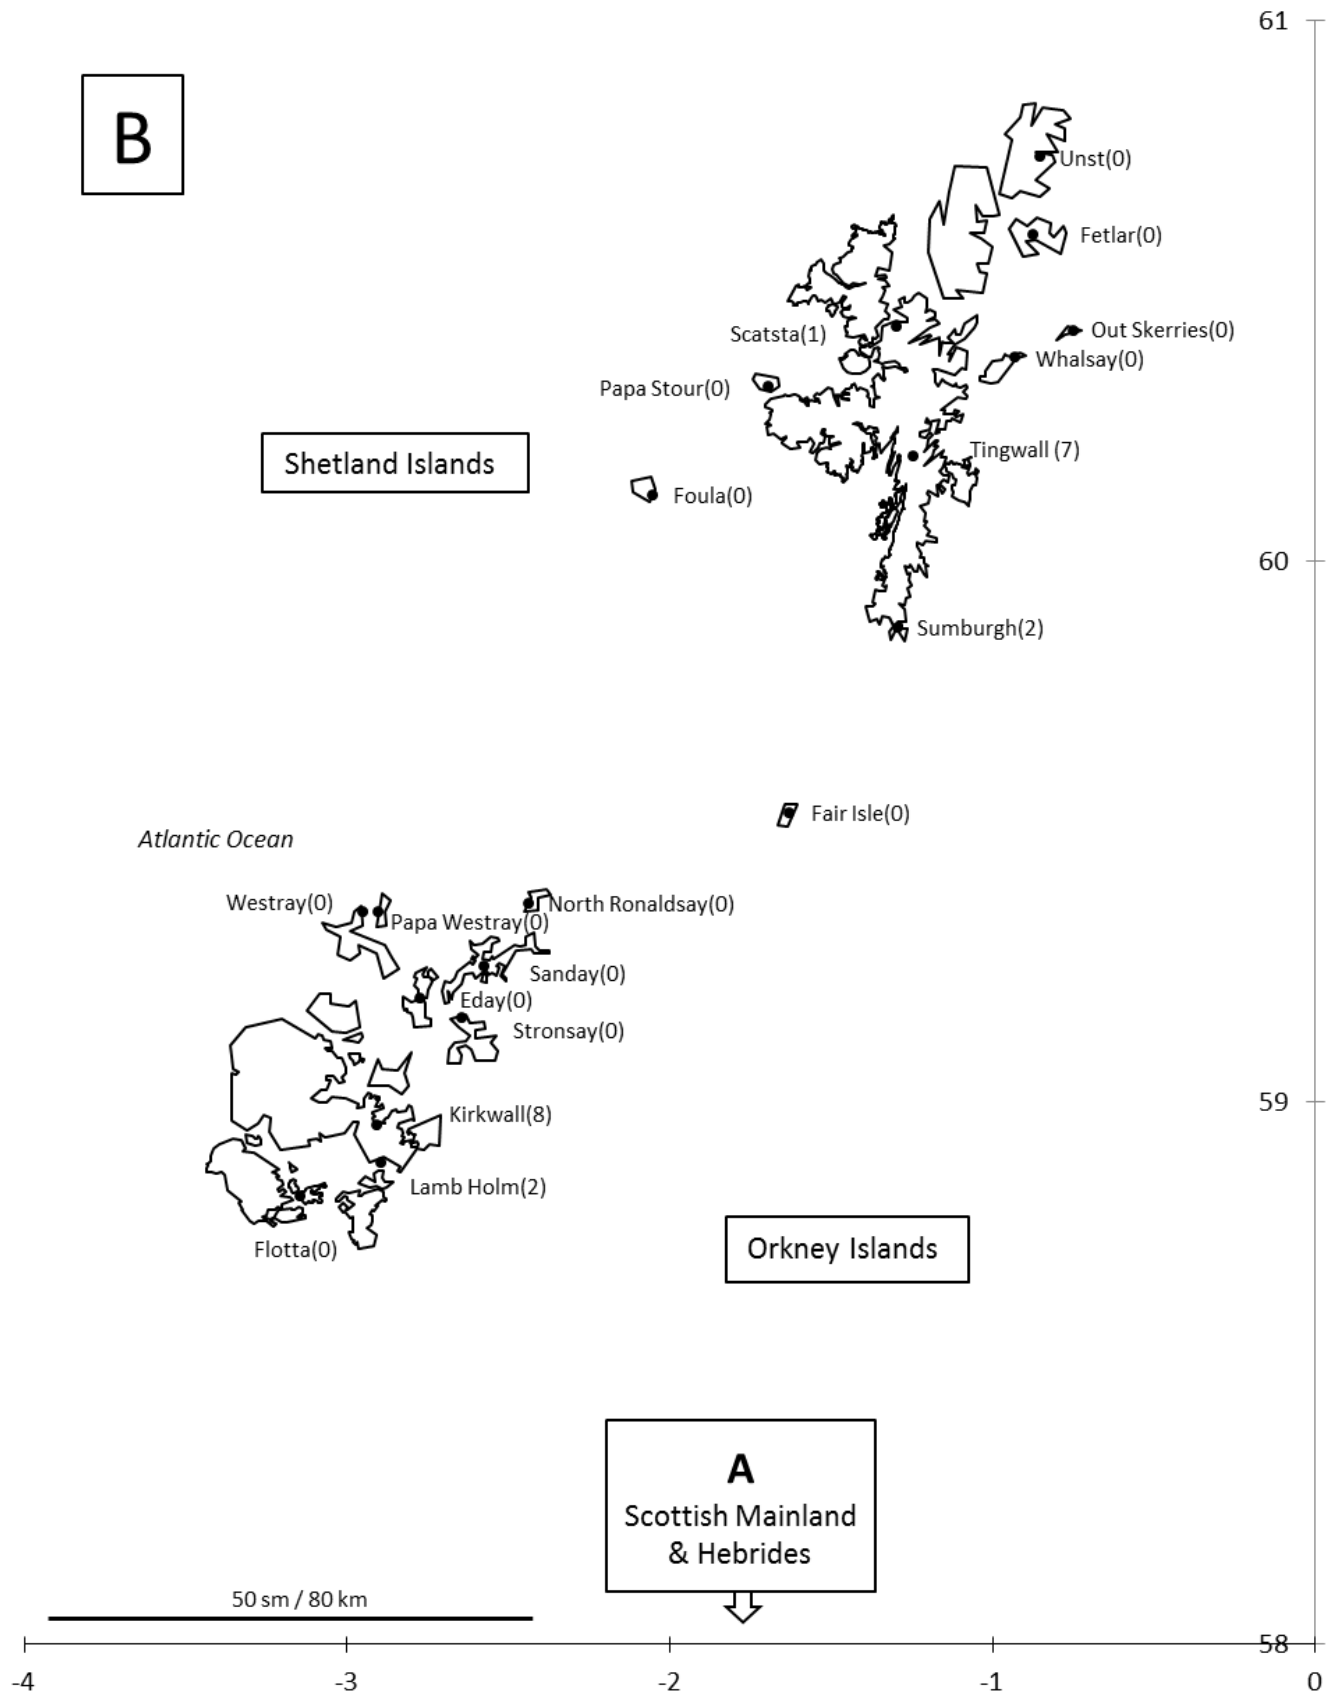 61
B
Unst(0)
Fetlar(0)
Out Skerries(0)
Scatsta(1)
Whalsay(0)
Papa Stour(0)
Tingwall (7)
Shetland Islands
Foula(0)
60
Sumburgh(2)
Fair Isle(0)
Atlantic Ocean
Westray(0)
North Ronaldsay(0)
Papa Westray(0)
Sanday(0)
Eday(0)
Stronsay(0)
59
Kirkwall(8)
Lamb Holm(2)
Flotta(0)
Orkney Islands
A
Scottish Mainland
& Hebrides
50 sm / 80 km
58
-4 -3 -2 -1 0